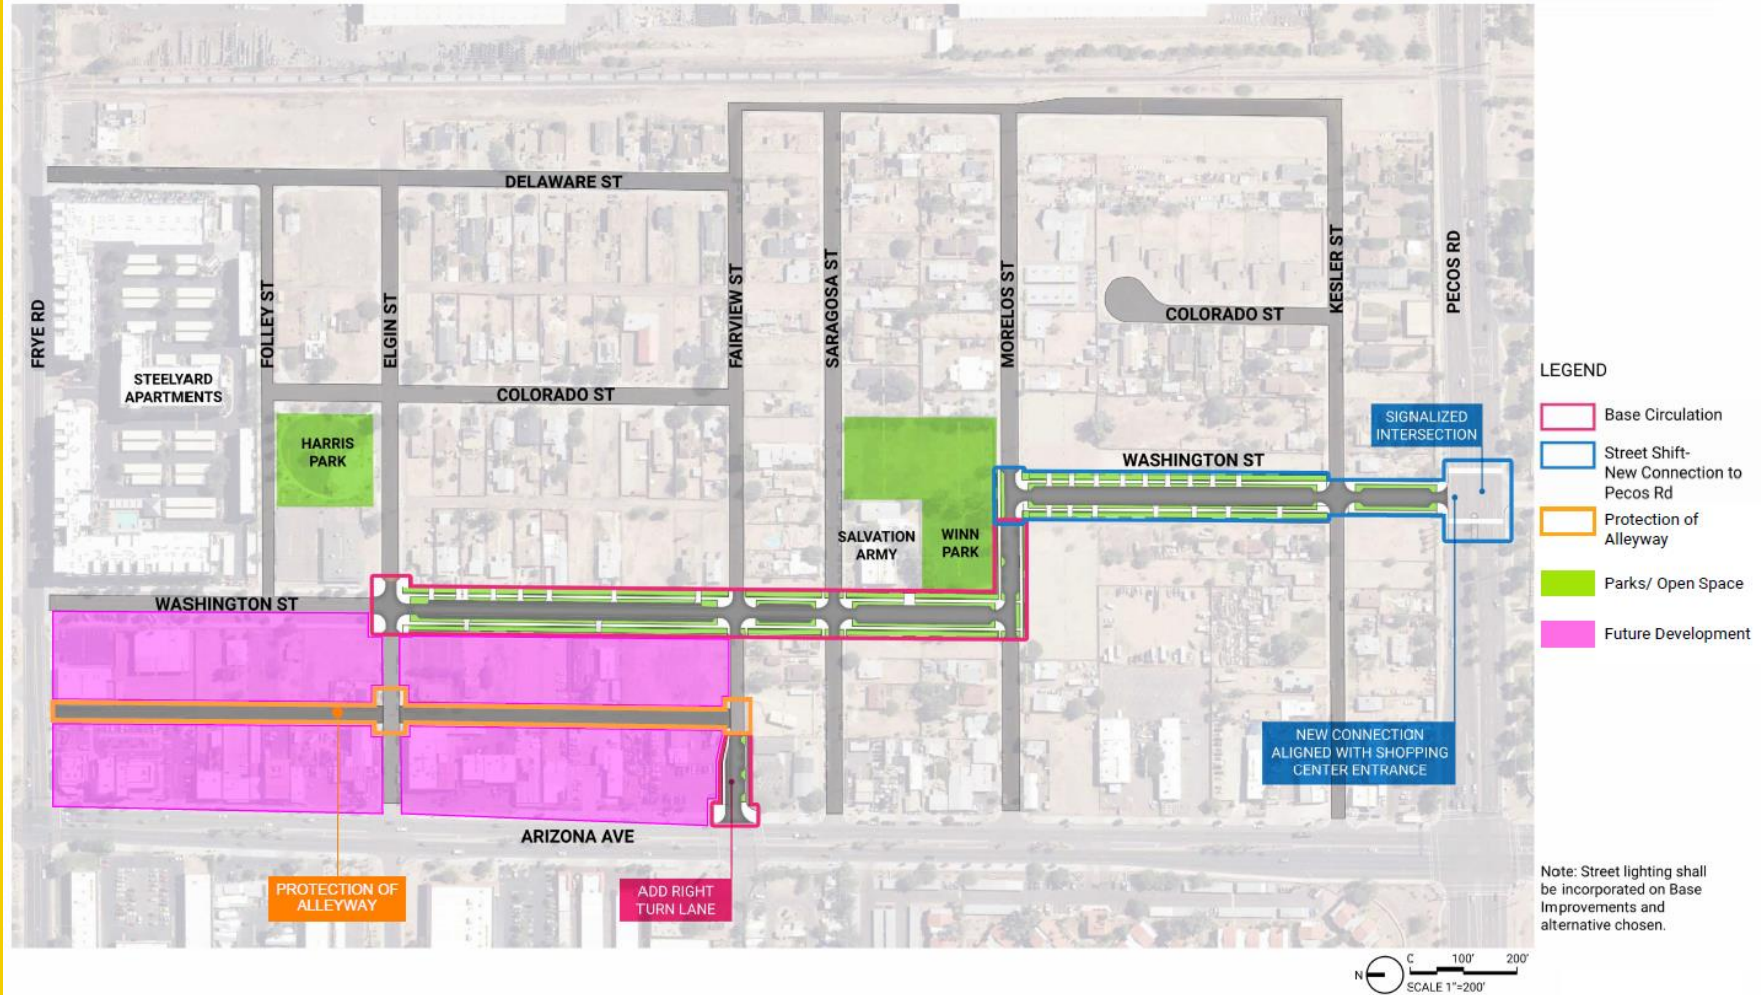 DELAWARE ST
FRYE RD
FOLLEY ST
ELGIN ST
FAIRVIEW ST
SARAGOSA ST
MORELOS ST
KESLER ST
PECOS RD
COLORADO ST
STEELYARD
APARTMENTS
COLORADO ST
HARRIS
PARK
SIGNALIZED
INTERSECTION
WASHINGTON ST
SALVATION
ARMY
WINN
PARK
WASHINGTON ST
NEW CONNECTION
ALIGNED WITH SHOPPING
CENTER ENTRANCE
ARIZONA AVE
PROTECTION OF
ALLEYWAY
ADD RIGHT
TURN LANE
LEGEND
Base Circulation
Street Shift-
New Connection to
Pecos Rd
Protection of
Alleyway
Parks/ Open Space
Future Development
Note: Street lighting shall
be incorporated on Base
Improvements and
alternative chosen.
N
C 100' 200'
SCALE 1"=200'